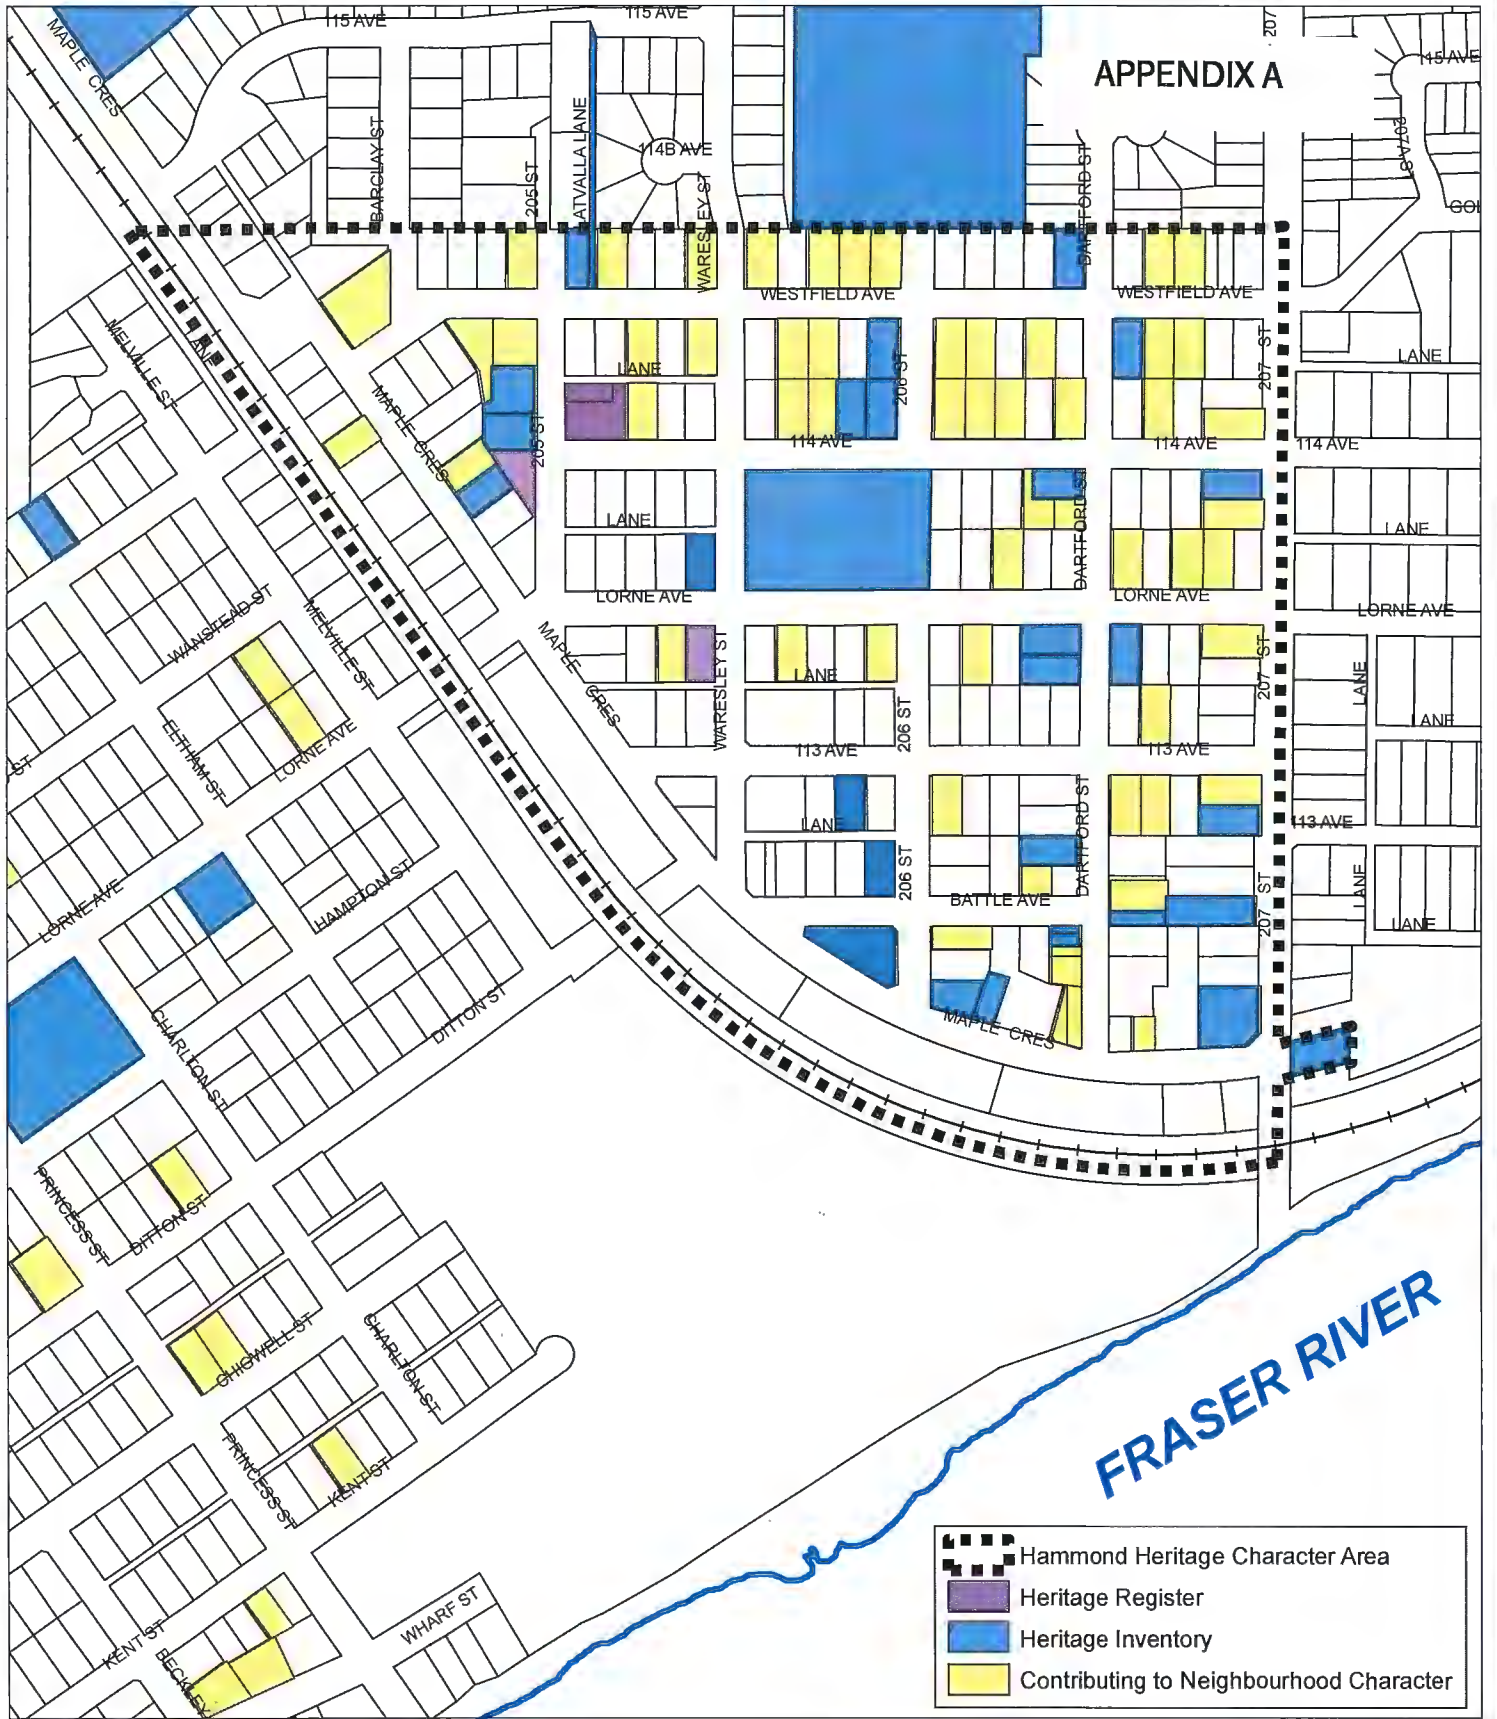 115 AVE
115 AVE
207
MAPLE CRES
APPENDIX A
115 AVE
BARCLAY ST
LATVALLA LANE
114B AVE
205 ST
WARESLEY ST
DARTFORD ST
207A ST
WESTFIELD AVE
WESTFIELD AVE
MELVILLE ST
LANE
LANE
206 ST
207 ST
LANE
MAPLE CRES
205 ST
114 AVE
114 AVE
114 AVE
LANE
DARTFORD ST
LANE
LORNE AVE
LORNE AVE
LORNE AVE
WANSTEAD ST
MELVILLE ST
MAPLE CRES
WARESLEY ST
LANE
207 ST
LANE
LANE
ELTHAM ST
LORNE AVE
206 ST
113 AVE
113 AVE
ST
LANE
DARTFORD ST
113 AVE
LORNE AVE
HAMPTON ST
206 ST
BATTLE AVE
207 ST
LANE
LANE
CHARLTON ST
DITTON ST
MAPLE CRES
PRINCESS ST
DITTON ST
CHIGWELL ST
CHARLTON ST
FRASER RIVER
PRINCESS ST
KENT ST
KENT ST
BECKLEY
WHARF ST
Hammond Heritage Character Area
Heritage Register
Heritage Inventory
Contributing to Neighbourhood Character